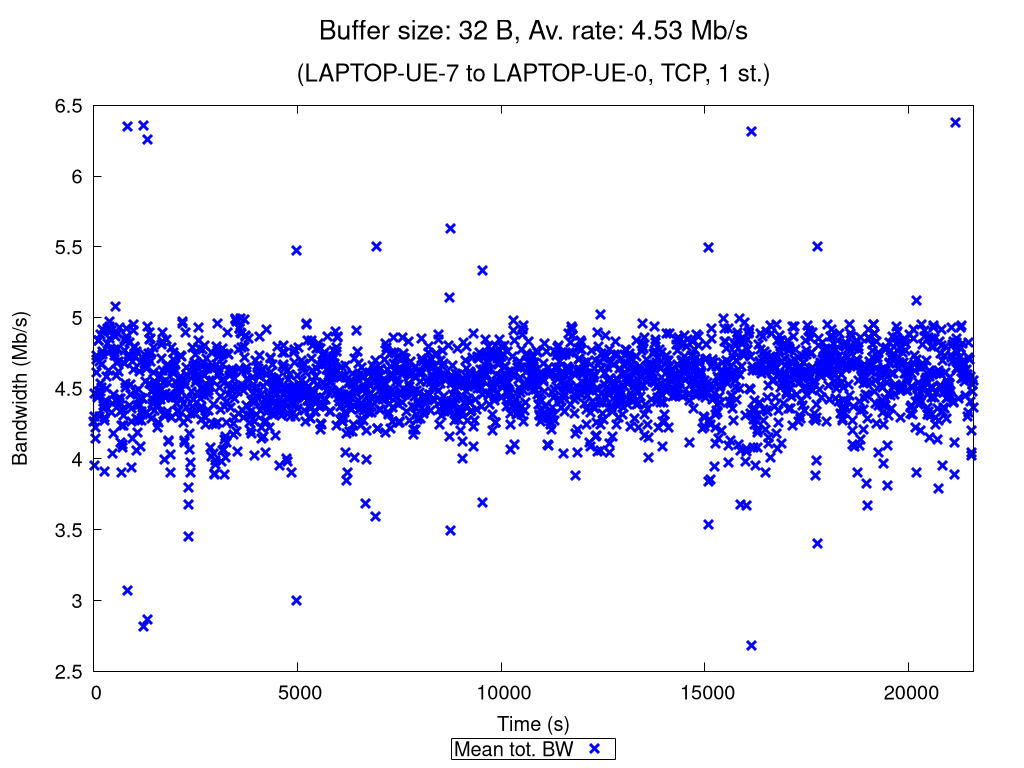 Buffer size: 32 B, Av. rate: 4.53 Mb/s
(LAPTOP-UE-7 to LAPTOP-UE-0, TCP, 1 st.)
6.5
6
5.5
5
4.5
4
3.5
3
2.5
Bandwidth (Mb/s)
0 5000 10000 15000 20000
Time (s)
Mean tot. BW